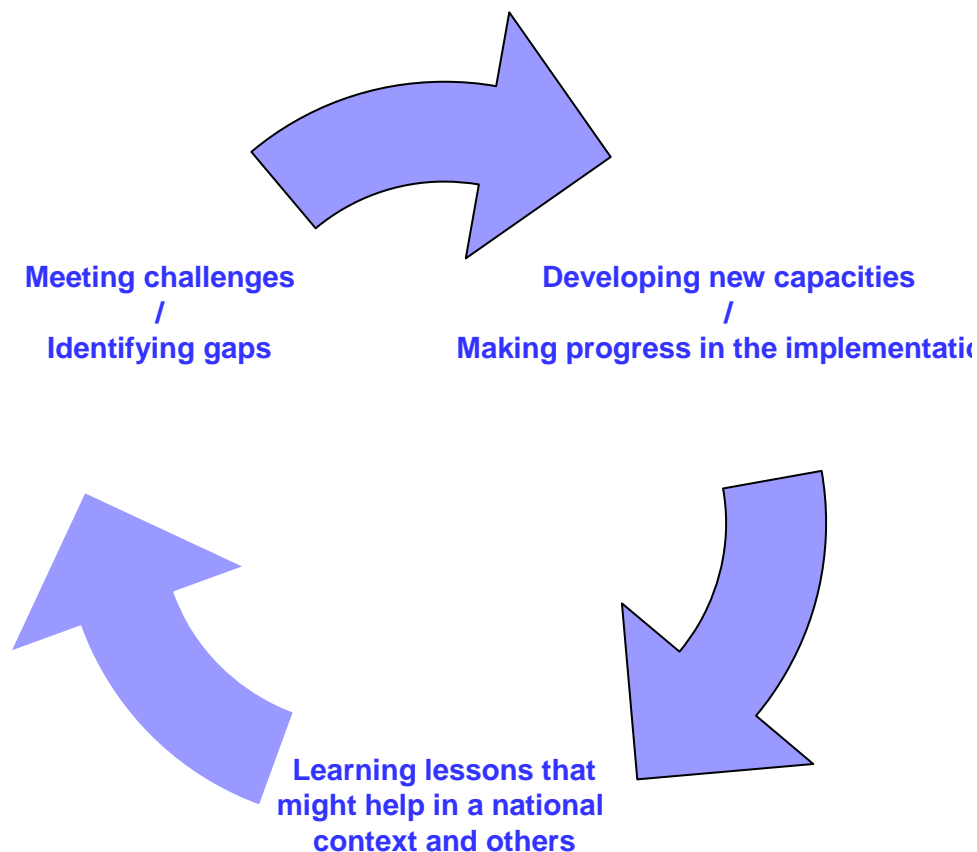 Meeting challenges
/
Identifying gaps
Developing new capacities
/
Making progress in the implementatio
Learning lessons that
might help in a national
context and others